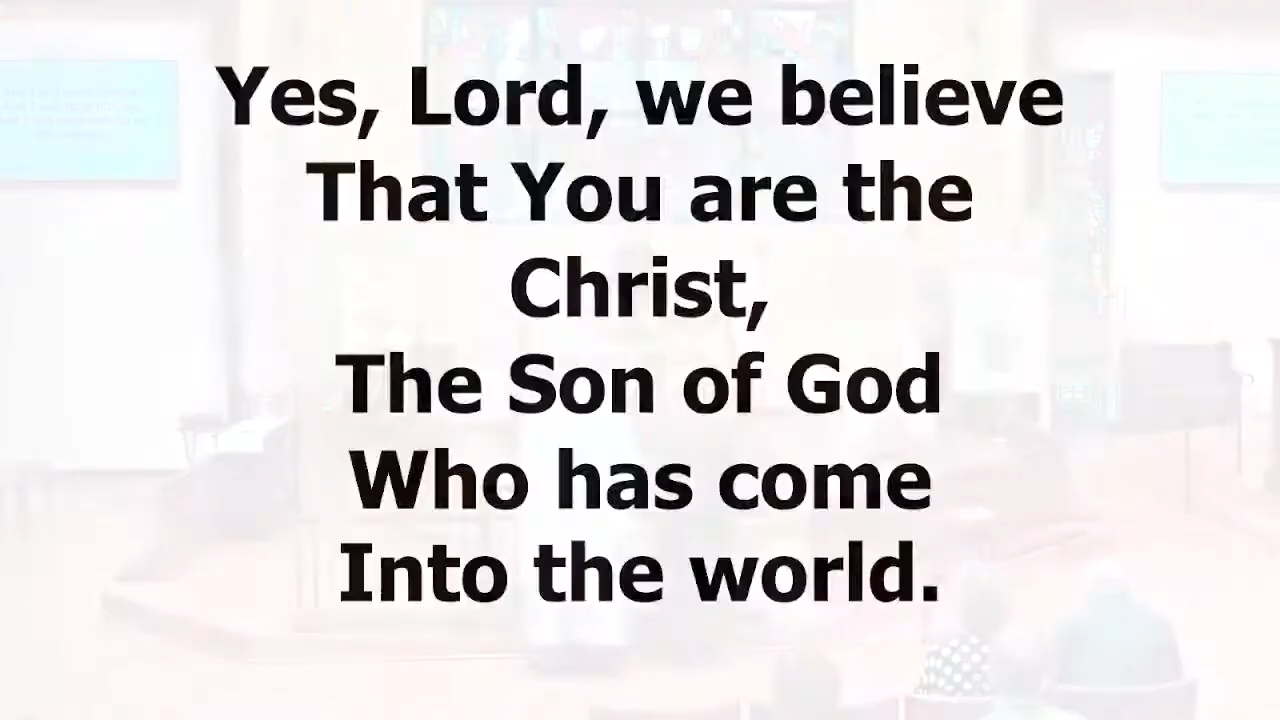 Yes, Lord, we believe
That You are the
Christ,
The Son of God
Who has come
Into the world.